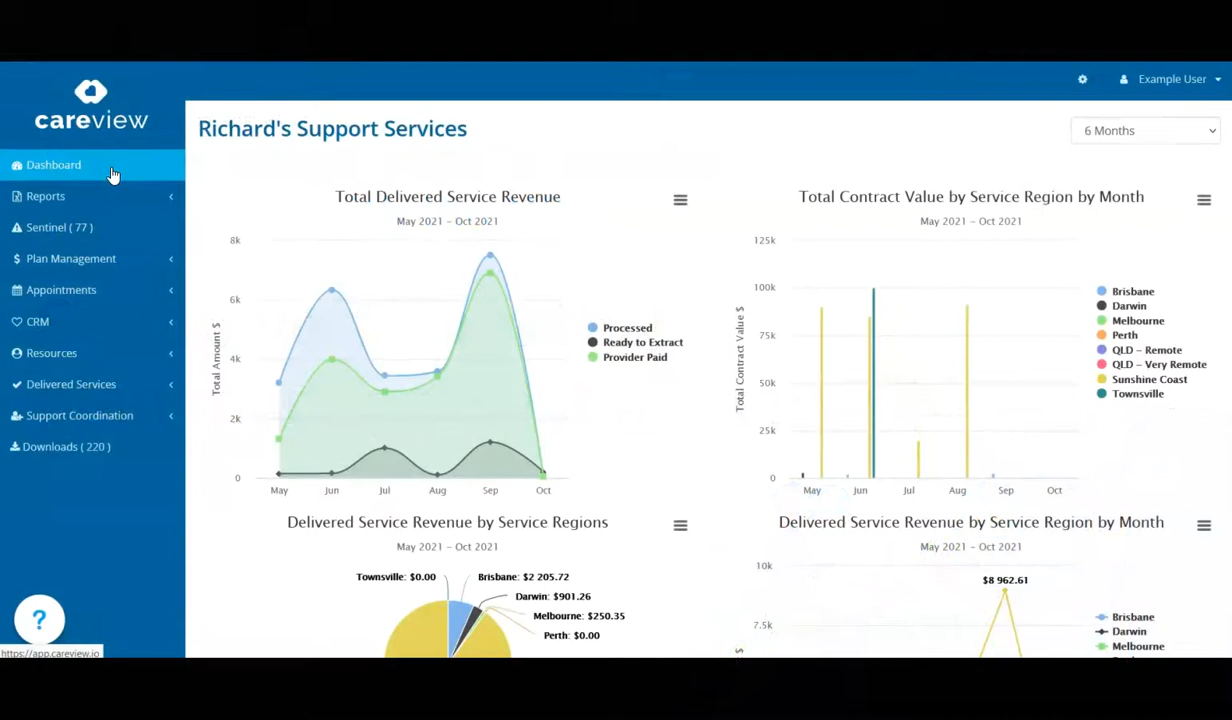 careview
Example User
Richard's Support Services
6 Months
Dashboard
Reports
Sentinel ( 77 )
Plan Management
Appointments
CRM
Resources
Delivered Services
Support Coordination
Downloads ( 220 )
?
https://app.careview.io
Total Delivered Service Revenue
May 2021 – Oct 2021
Total Amount $
8k
6k
4k
2k
0
May Jun Jul Aug Sep Oct
Processed
Ready to Extract
Provider Paid
Total Contract Value by Service Region by Month
May 2021 – Oct 2021
Total Contract Value $
125k
100k
75k
50k
25k
0
May Jun Jul Aug Sep Oct
Brisbane
Darwin
Melbourne
Perth
QLD – Remote
QLD – Very Remote
Sunshine Coast
Townsville
Delivered Service Revenue by Service Regions
May 2021 – Oct 2021
Townsville: $0.00
Brisbane: $2 205.72
Darwin: $901.26
Melbourne: $250.35
Perth: $0.00
Delivered Service Revenue by Service Region by Month
May 2021 – Oct 2021
10k
7.5k
$
$8 962.61
Brisbane
Darwin
Melbourne